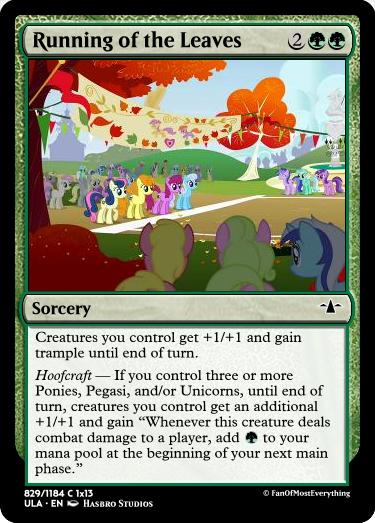 Running of the Leaves 2
Sorcery
Creatures you control get +1/+1 and gain
trample until end of turn.
Hoofcraft — If you control three or more
Ponies, Pegasi, and/or Unicorns, until end of
turn, creatures you control get an additional
+1/+1 and gain “Whenever this creature deals
combat damage to a player, add to your
mana pool at the beginning of your next main
phase.”
829/1184 C 1x13
ULA • EN Hasbro Studios © FanOfMostEverything